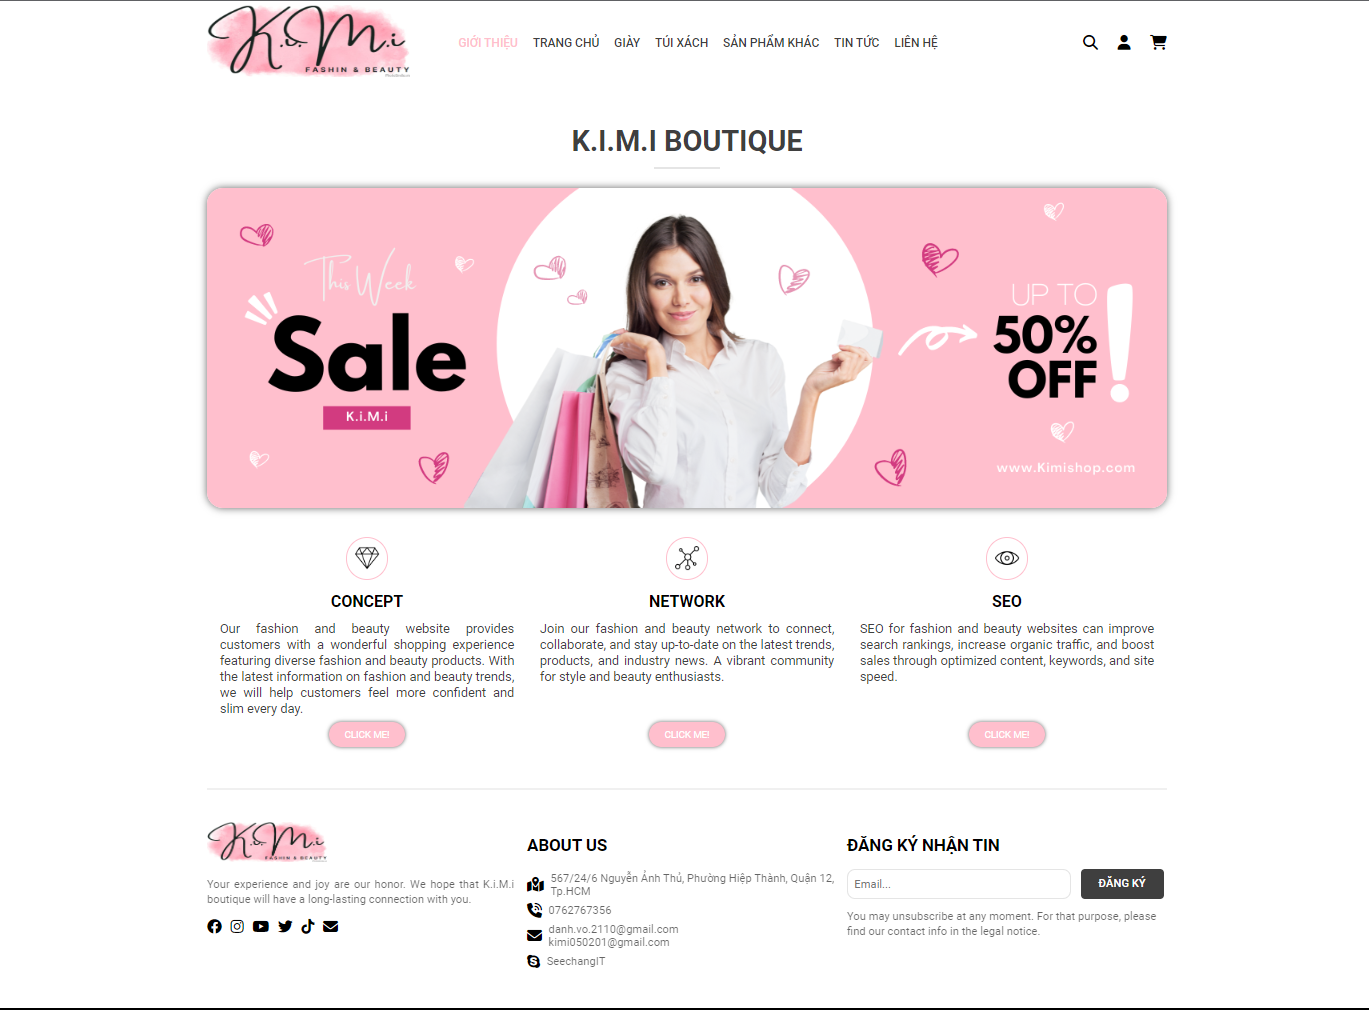 K.i.M.i
FASHIN & BEAUTY
GIỚI THIỆU TRANG CHỦ GIÀY TÚI XÁCH SẢN PHẨM KHÁC TIN TỨC LIÊN HỆ
K.I.M.I BOUTIQUE
This Week
Sale
K.i.M.i
UP TO
50%
OFF
!
www.Kimishop.com
CONCEPT
Our fashion and beauty website provides
customers with a wonderful shopping experience
featuring diverse fashion and beauty products. With
the latest information on fashion and beauty trends,
we will help customers feel more confident and
slim every day.
CLICK ME!
NETWORK
Join our fashion and beauty network to connect,
collaborate, and stay up-to-date on the latest trends,
products, and industry news. A vibrant community
for style and beauty enthusiasts.
CLICK ME!
SEO
SEO for fashion and beauty websites can improve
search rankings, increase organic traffic, and boost
sales through optimized content, keywords, and site
speed.
CLICK ME!
K.i.M.i
FASHIN & BEAUTY
Your experience and joy are our honor. We hope that K.i.M.i
boutique will have a long-lasting connection with you.
ABOUT US
567/24/6 Nguyễn Ảnh Thủ, Phường Hiệp Thành, Quận 12,
Tp.HCM
0762767356
danh.vo.2110@gmail.com
kimi050201@gmail.com
SeechangIT
ĐĂNG KÝ NHẬN TIN
Email...
ĐĂNG KÝ
You may unsubscribe at any moment. For that purpose, please
find our contact info in the legal notice.